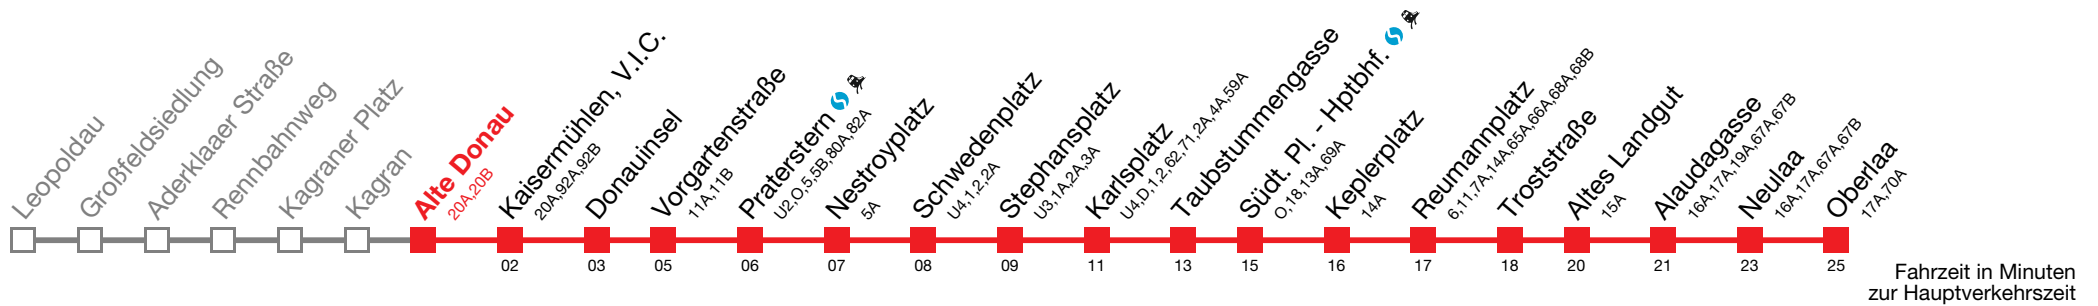 Leopoldau
Großfeldsiedlung
Aderklaaer Straße
Rennbahnweg
Kagraner Platz
Kagran
Alte Donau
20A,20B
Kaisermühlen, V.I.C.
20A,92A,92B
Donauinsel
Vorgartenstraße
11A,11B
Praterstern
U2,O,5,5B,80A,82A
Nestroyplatz
5A
Schwedenplatz
U4,1,2,2A
Stephansplatz
U3,1A,2A,3A
Karlsplatz
U4,D,1,2,62,71,2A,4A,59A
Taubstummengasse
Südt. Pl. - Hptbhf.
O,18,13A,69A
Keplerplatz
14A
Reumannplatz
6,11,7A,14A,65A,66A,68A,68B
Troststraße
Altes Landgut
15A
Alaudagasse
16A,17A,19A,67A,67B
Neulaa
16A,17A,67A,67B
Oberlaa
17A,70A
02 03 05 06 07 08 09 11 13 15 16 17 18 20 21 23 25
Fahrzeit in Minuten
zur Hauptverkehrszeit